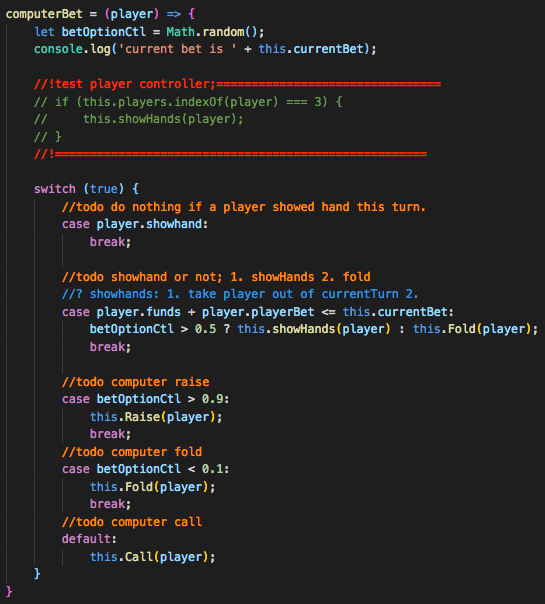 computerBet = (player) => {
    let betOptionCtl = Math.random();
    console.log('current bet is ' + this.currentBet);

    //!test player controller;================================
    // if (this.players.indexOf(player) === 3) {
    //     this.showHands(player);
    // }
    //!=====================================================

    switch (true) {
        //todo do nothing if a player showed hand this turn.
        case player.showhand:
            break;

        //todo showhand or not; 1. showHands 2. fold
        //? showhands: 1. take player out of currentTurn 2.
        case player.funds + player.playerBet <= this.currentBet:
            betOptionCtl > 0.5 ? this.showHands(player) : this.Fold(player);
            break;

        //todo computer raise
        case betOptionCtl > 0.9:
            this.Raise(player);
            break;
        //todo computer fold
        case betOptionCtl < 0.1:
            this.Fold(player);
            break;
        //todo computer call
        default:
            this.Call(player);
    }
}